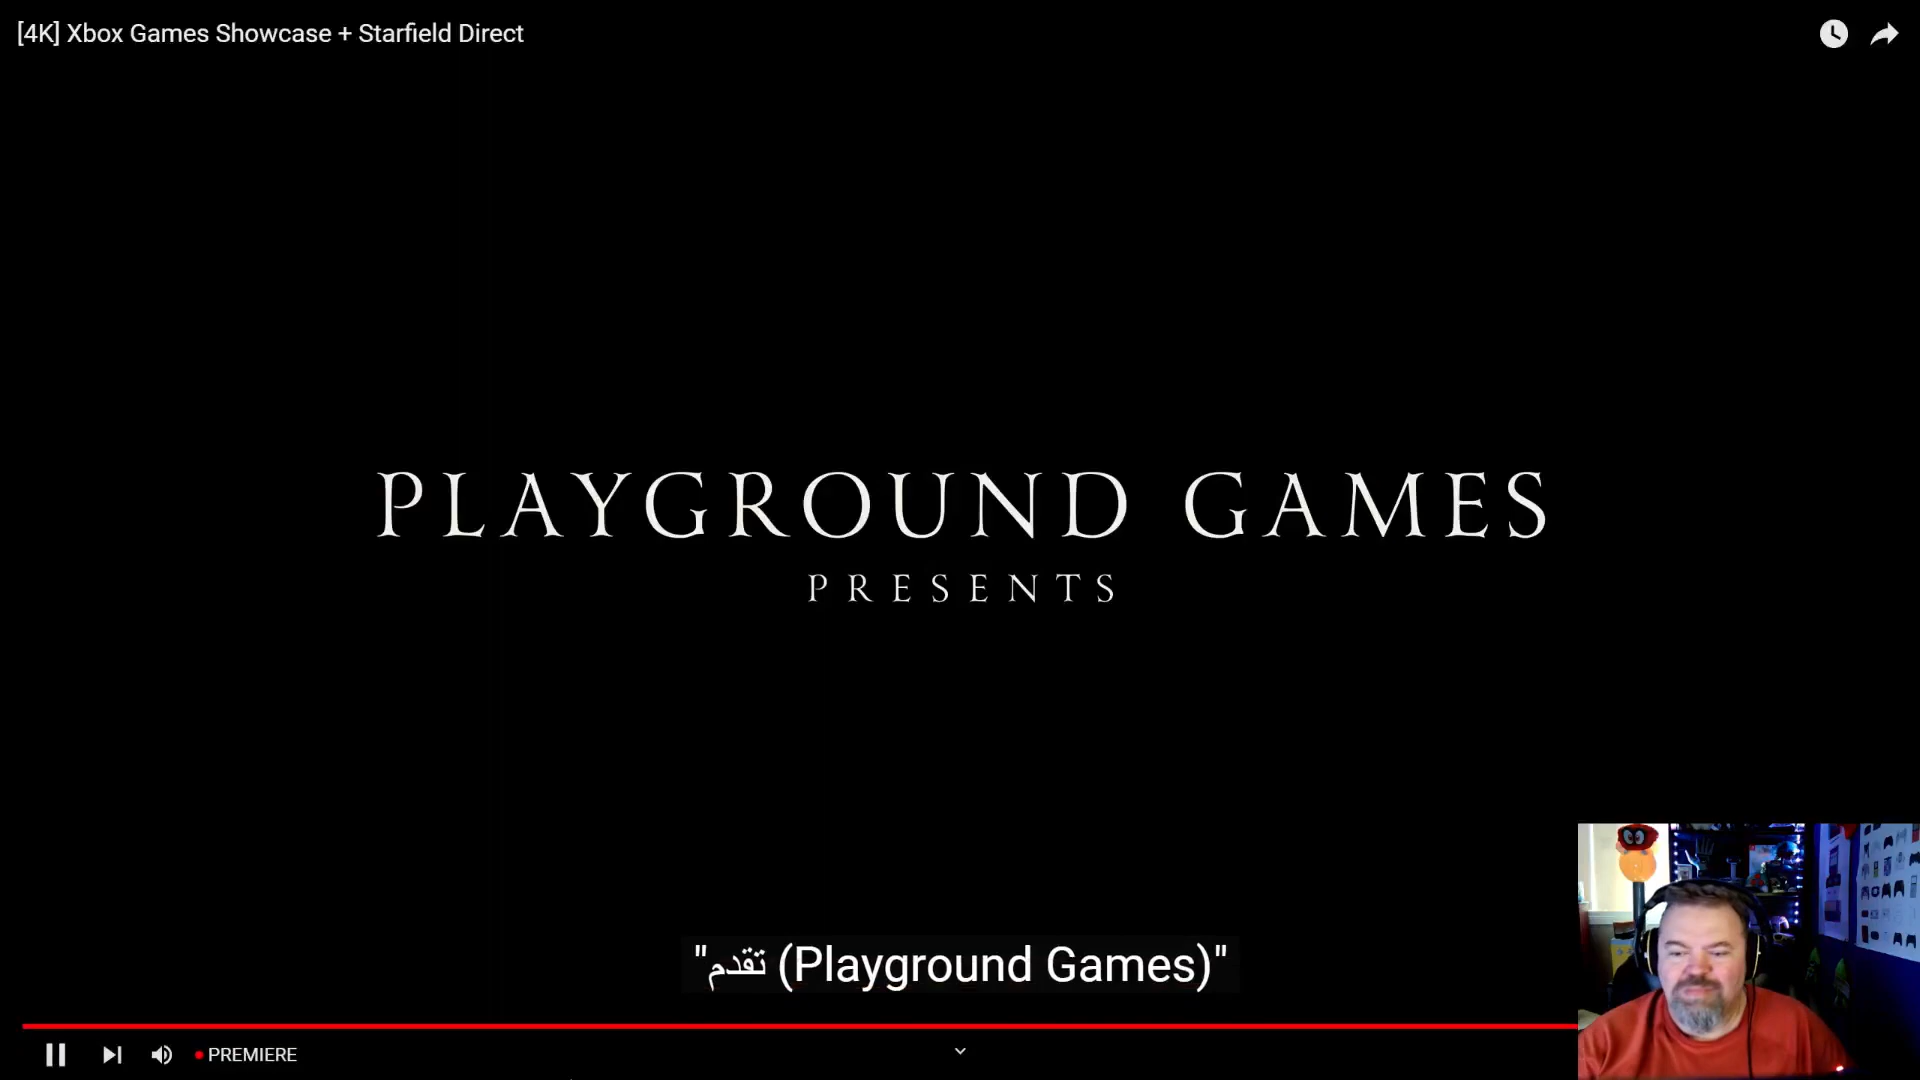 [4K] Xbox Games Showcase + Starfield Direct
PLAYGROUND GAMES
PRESENTS
"تقدم (Playground Games)"
PREMIERE